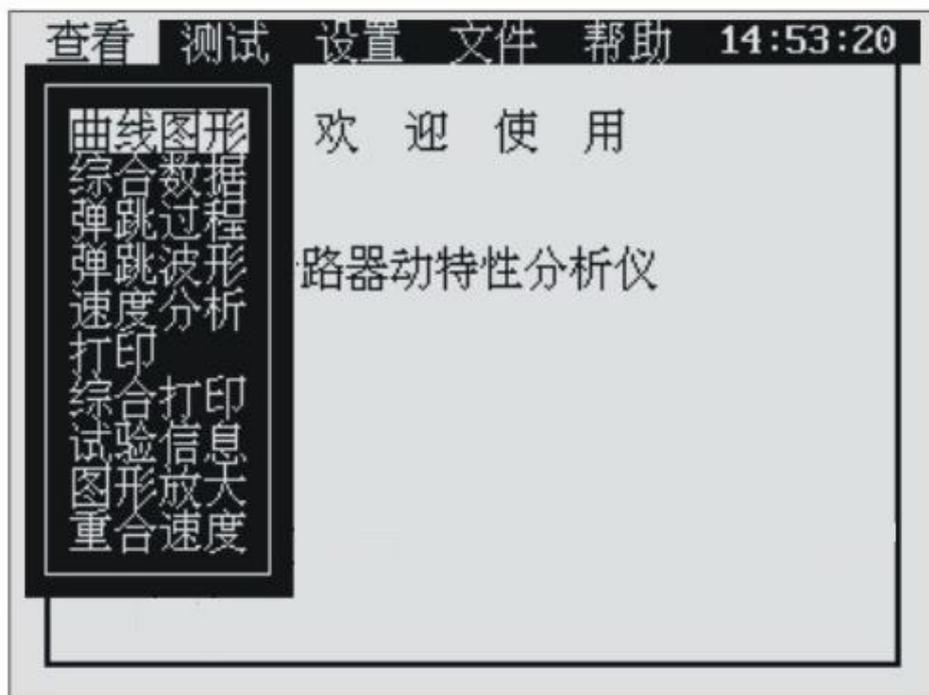 查看 测试 设置 文件 帮助 14:53:20
曲线图形
欢迎使用
综合数据
弹跳过程
弹跳波形
路器动特性分析仪
速度分析
打印
综合打印
试验信息
图形放大
重合速度